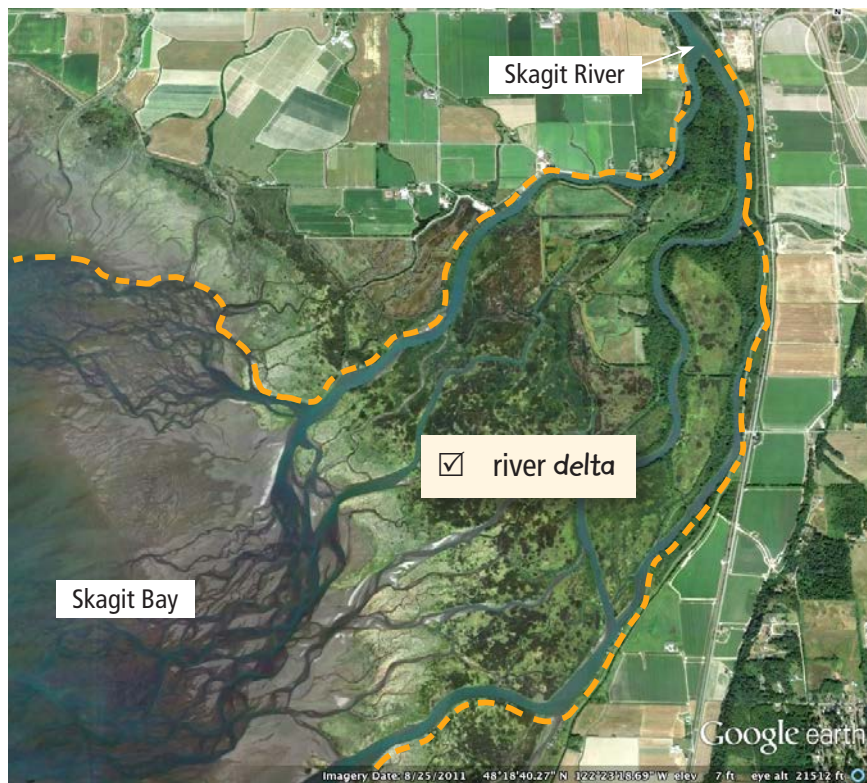 N
Skagit River
☑ river delta
Skagit Bay
Google earth
Imagery Date: 8/25/2011 48°18'40.27" N 122°23'18.69" W elev 7 ft eye alt 21512 ft